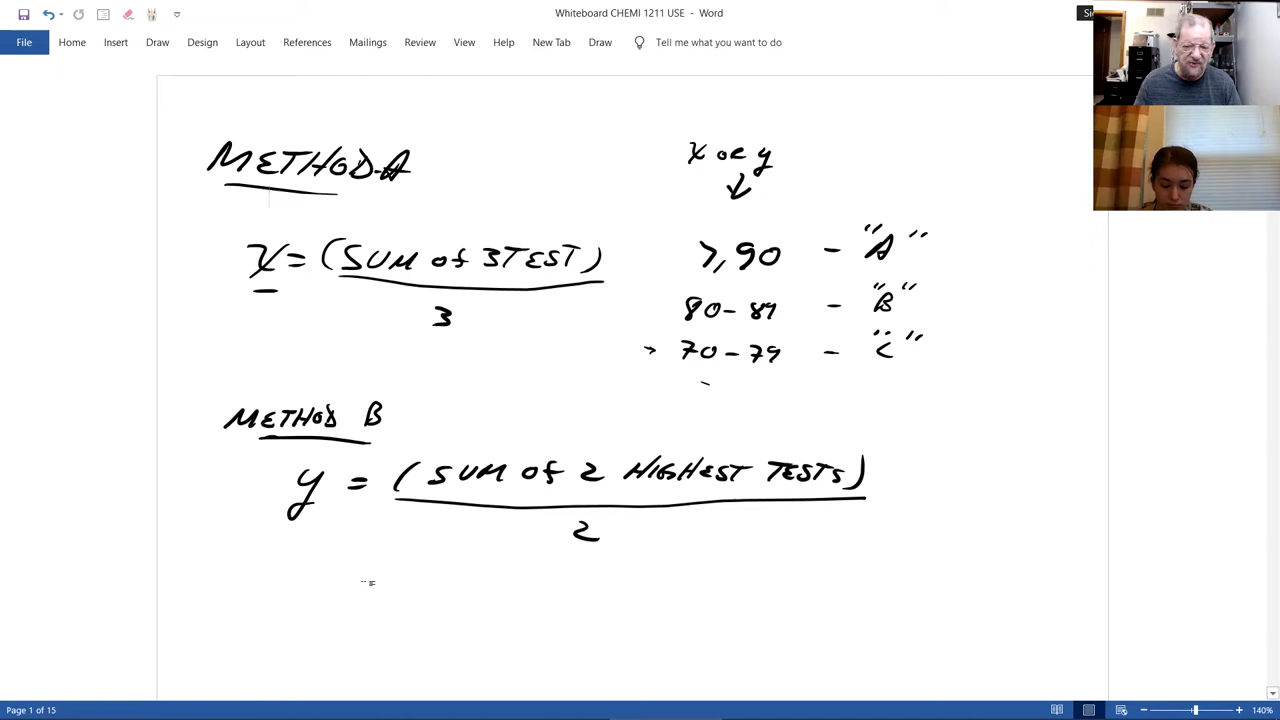 Whiteboard CHEMI 1211 USE - Word
File Home Insert Draw Design Layout References Mailings Review View Help New Tab Draw Tell me what you want to do
METHOD-A
X = (SUM of 3 TEST)
3
X or y
>, 90 - "A"
80-89 - "B"
70-79 - "C"
METHOD B
y = (SUM of 2 HIGHEST TESTS)
2
Page 1 of 15
140%